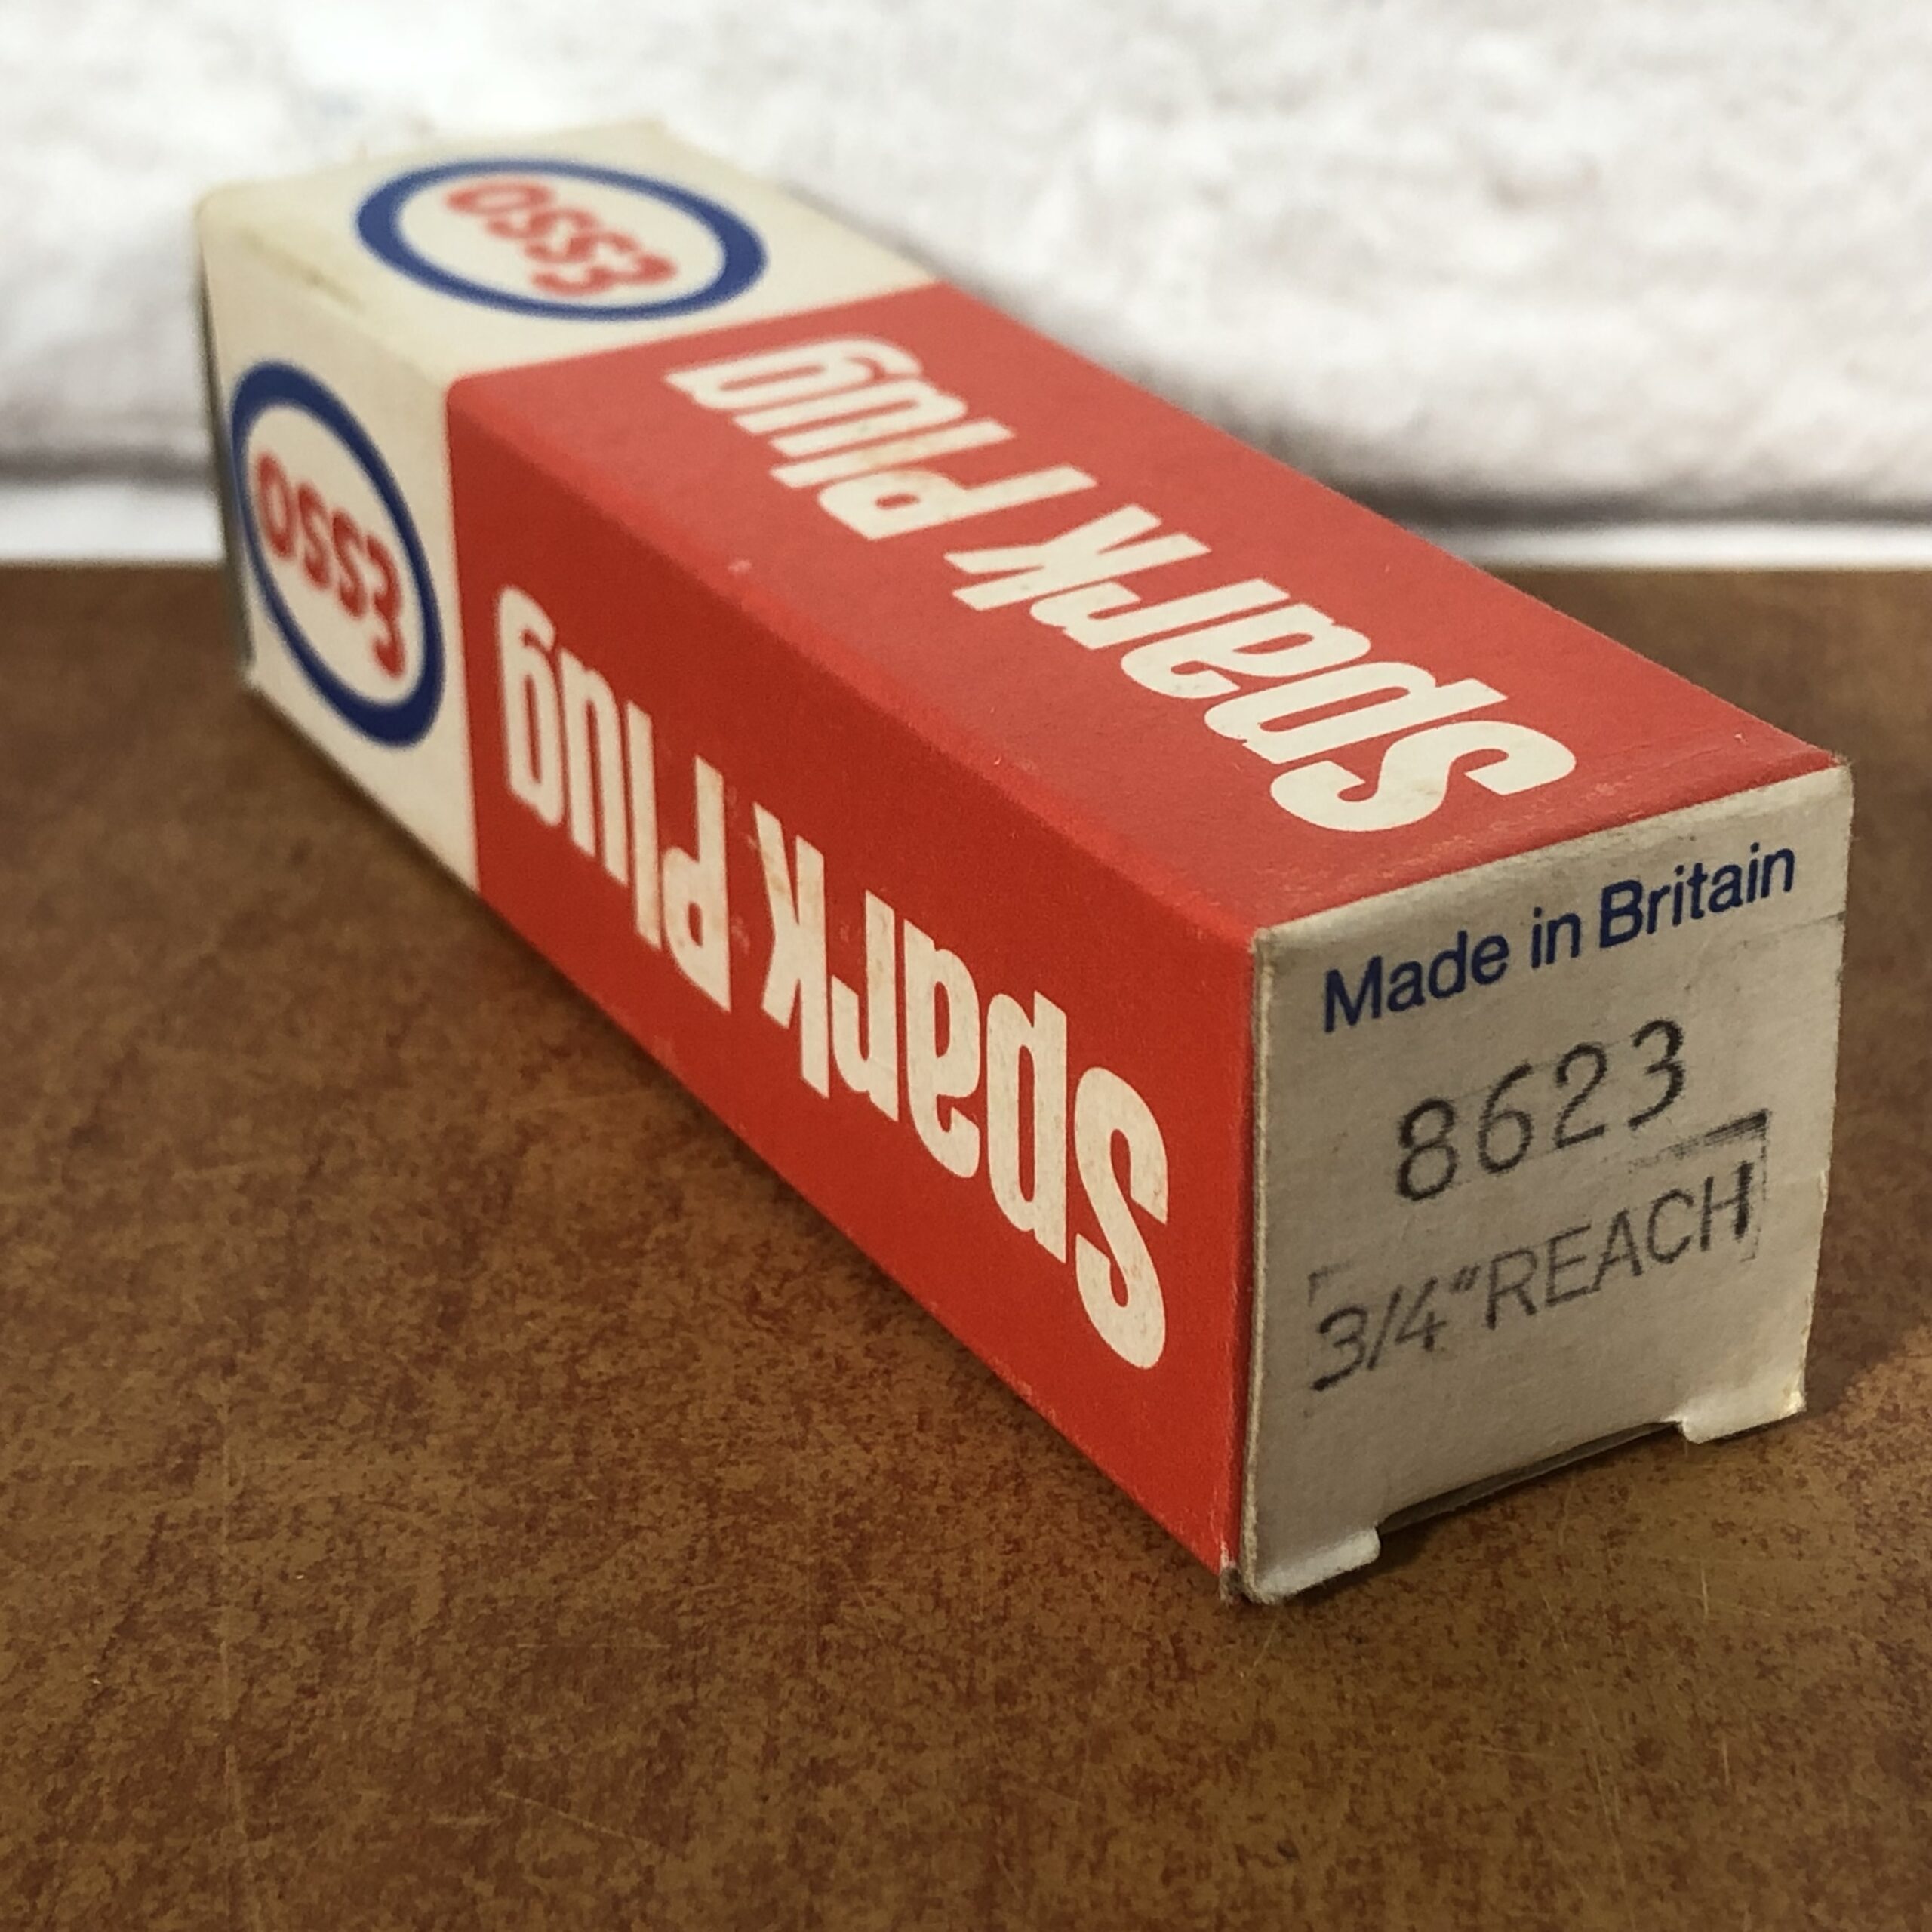 Esso
Spark Plug
Esso
Spark Plug
Made in Britain
8623
3/4"REACH